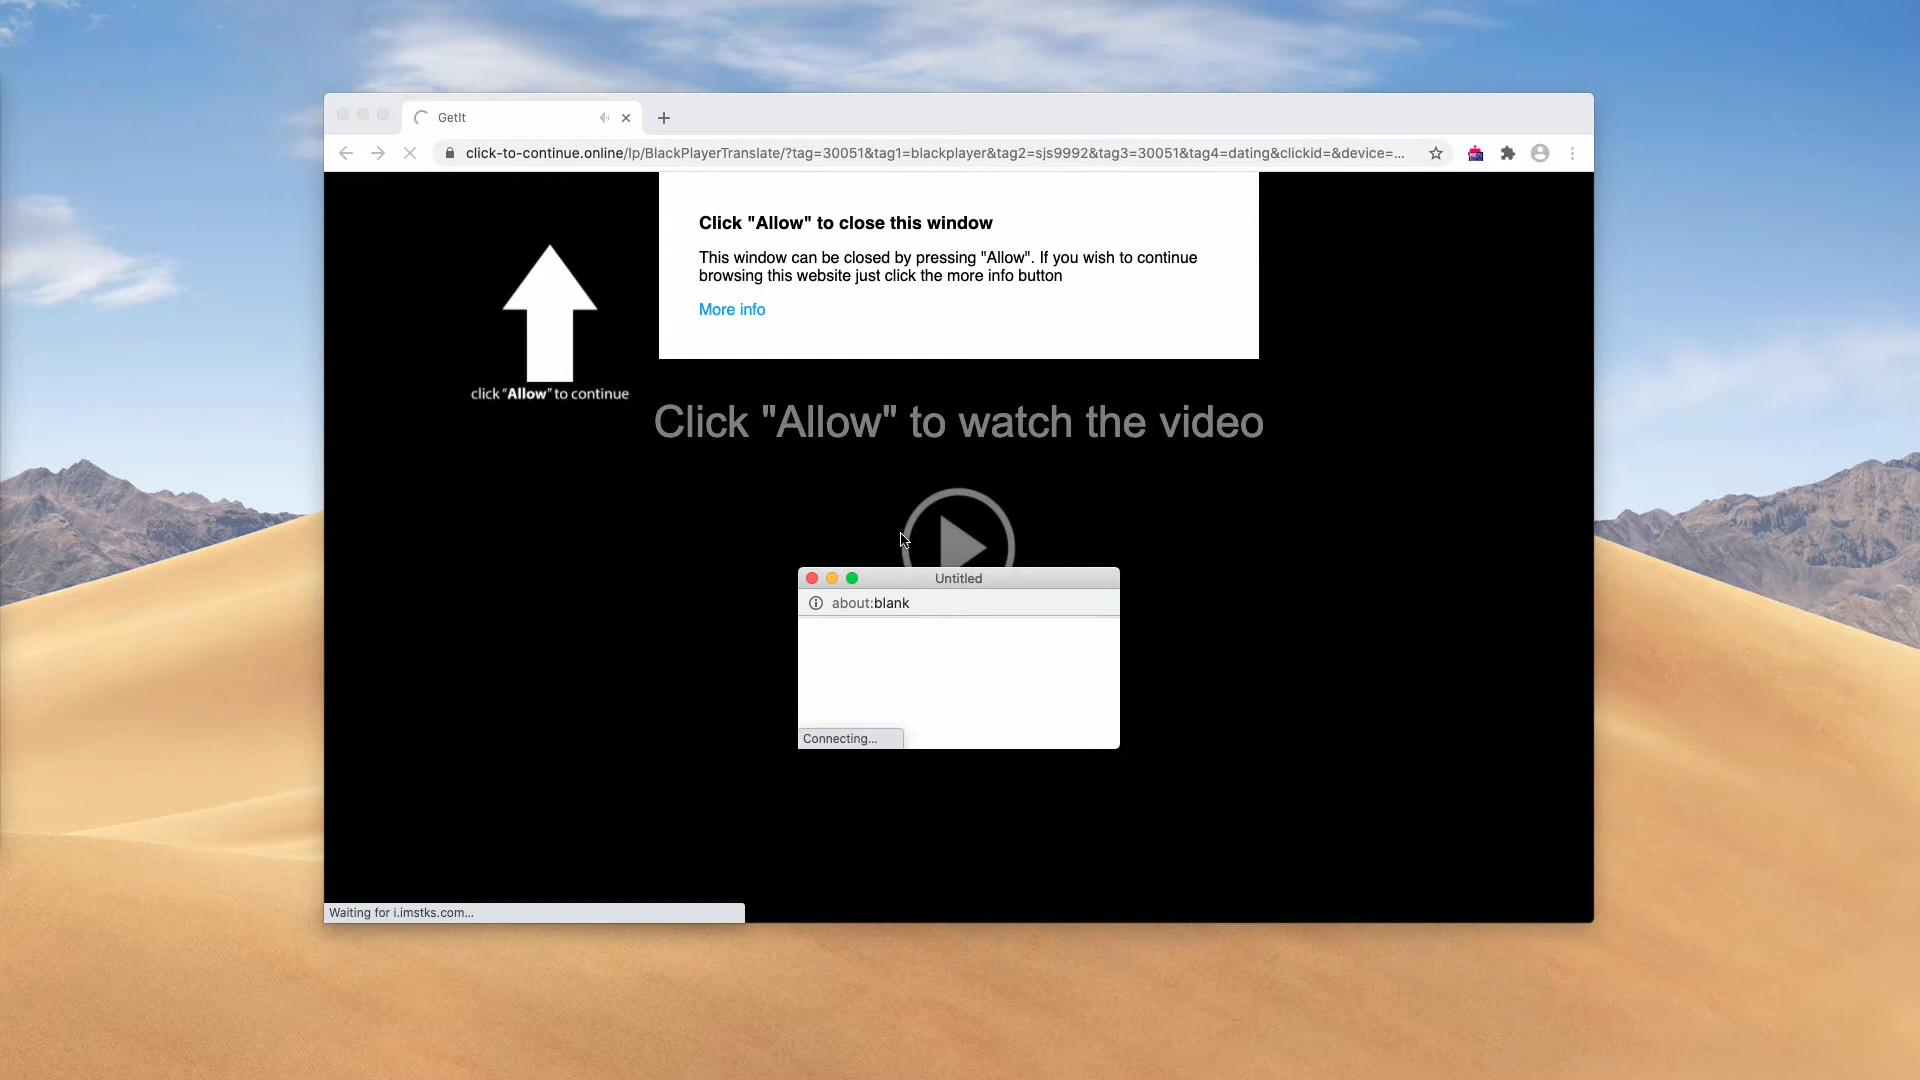 GetIt
click-to-continue.online/lp/BlackPlayerTranslate/?tag=30051&tag1=blackplayer&tag2=sjs9992&tag3=30051&tag4=dating&clickid=&device=...
Click "Allow" to close this window
This window can be closed by pressing "Allow". If you wish to continue
browsing this website just click the more info button
More info
click "Allow" to continue
Click "Allow" to watch the video
Untitled
about:blank
Connecting...
Waiting for i.imstks.com...